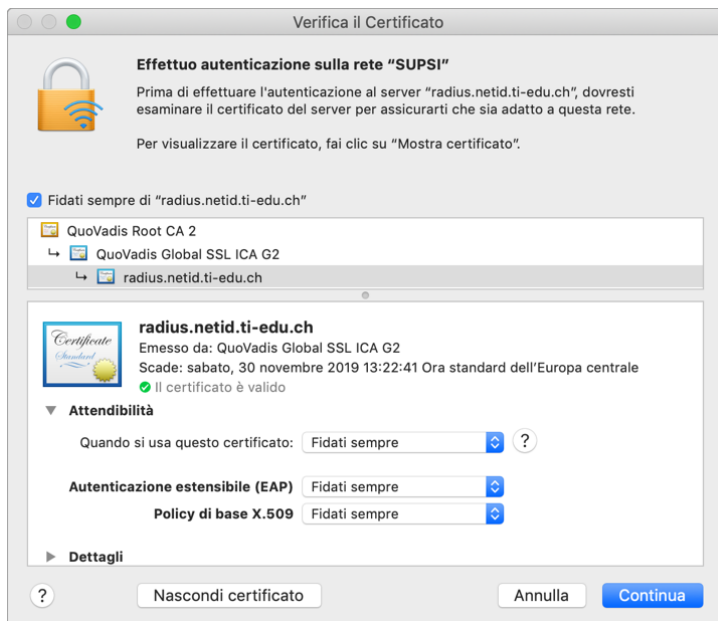 Verifica il Certificato
Effettuo autenticazione sulla rete “SUPSI”
Prima di effettuare l'autenticazione al server “radius.netid.ti-edu.ch”, dovresti
esaminare il certificato del server per assicurarti che sia adatto a questa rete.
Per visualizzare il certificato, fai clic su “Mostra certificato”.
Fidati sempre di “radius.netid.ti-edu.ch”
QuoVadis Root CA 2
QuoVadis Global SSL ICA G2
radius.netid.ti-edu.ch
Certificate
Standard
radius.netid.ti-edu.ch
Emesso da: QuoVadis Global SSL ICA G2
Scade: sabato, 30 novembre 2019 13:22:41 Ora standard dell’Europa centrale
Il certificato è valido
Attendibilità
Quando si usa questo certificato: Fidati sempre ?
Autenticazione estensibile (EAP) Fidati sempre
Policy di base X.509 Fidati sempre
Dettagli
? Nascondi certificato Annulla Continua